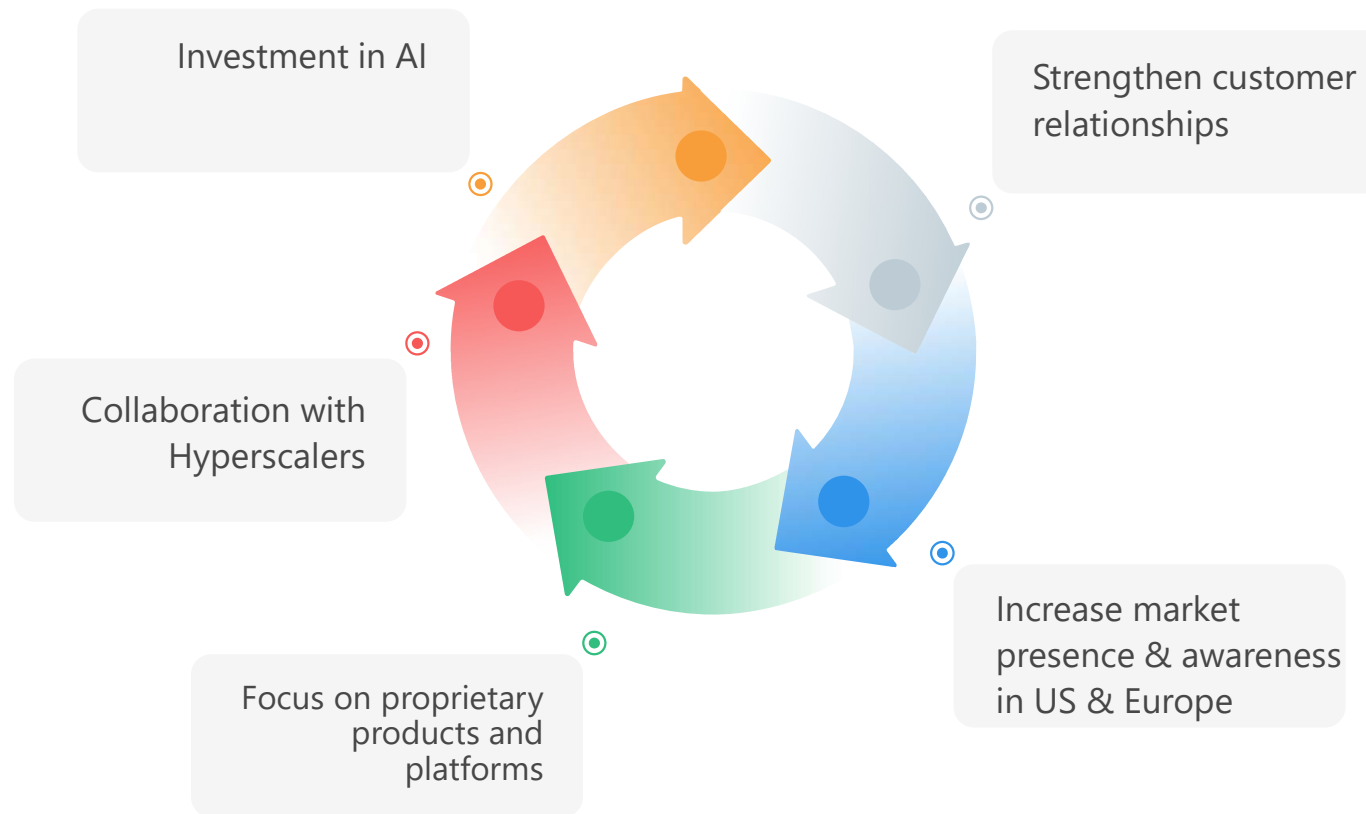 Investment in AI
Strengthen customer
relationships
Collaboration with
Hyperscalers
Increase market
presence & awareness
in US & Europe
Focus on proprietary
products and
platforms